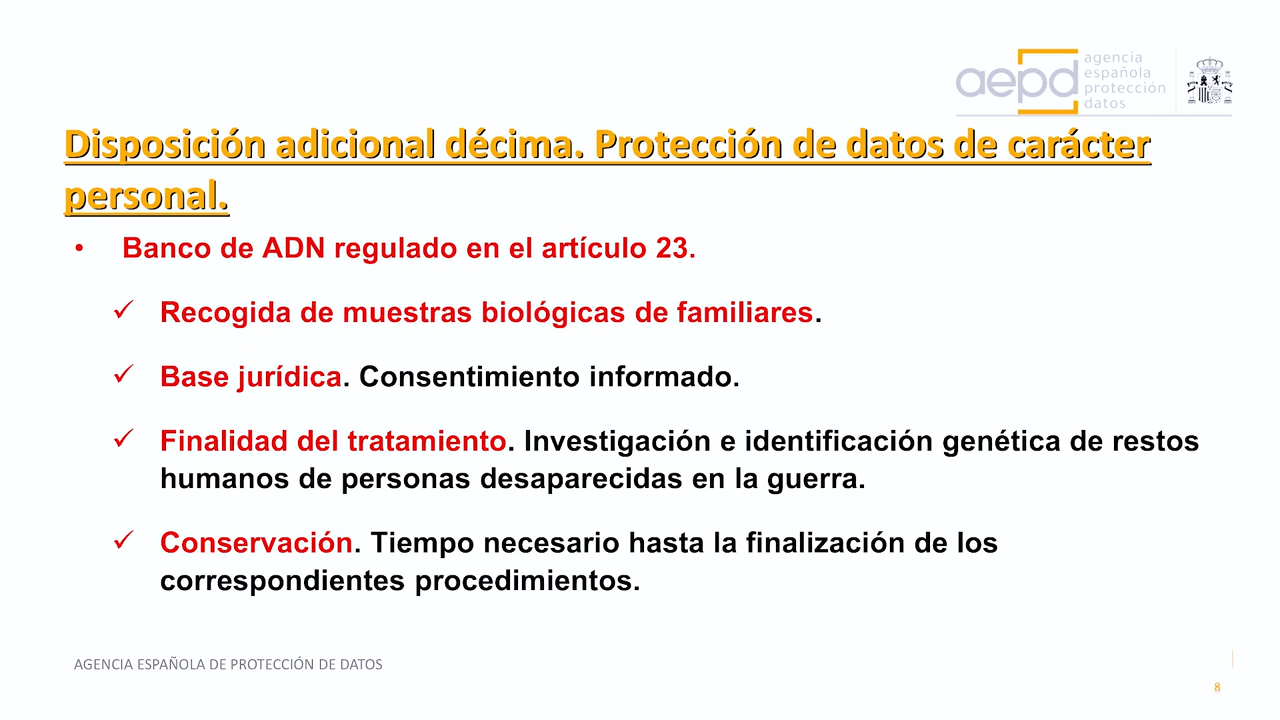 aepd
agencia
española
protección
datos
Disposición adicional décima. Protección de datos de carácter
personal.
• Banco de ADN regulado en el artículo 23.
✓ Recogida de muestras biológicas de familiares.
✓ Base jurídica. Consentimiento informado.
✓ Finalidad del tratamiento. Investigación e identificación genética de restos
humanos de personas desaparecidas en la guerra.
✓ Conservación. Tiempo necesario hasta la finalización de los
correspondientes procedimientos.
AGENCIA ESPAÑOLA DE PROTECCIÓN DE DATOS
8